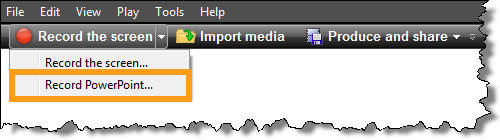 File Edit View Play Tools Help
Record the screen Import media Produce and share
Record the screen...
Record PowerPoint...